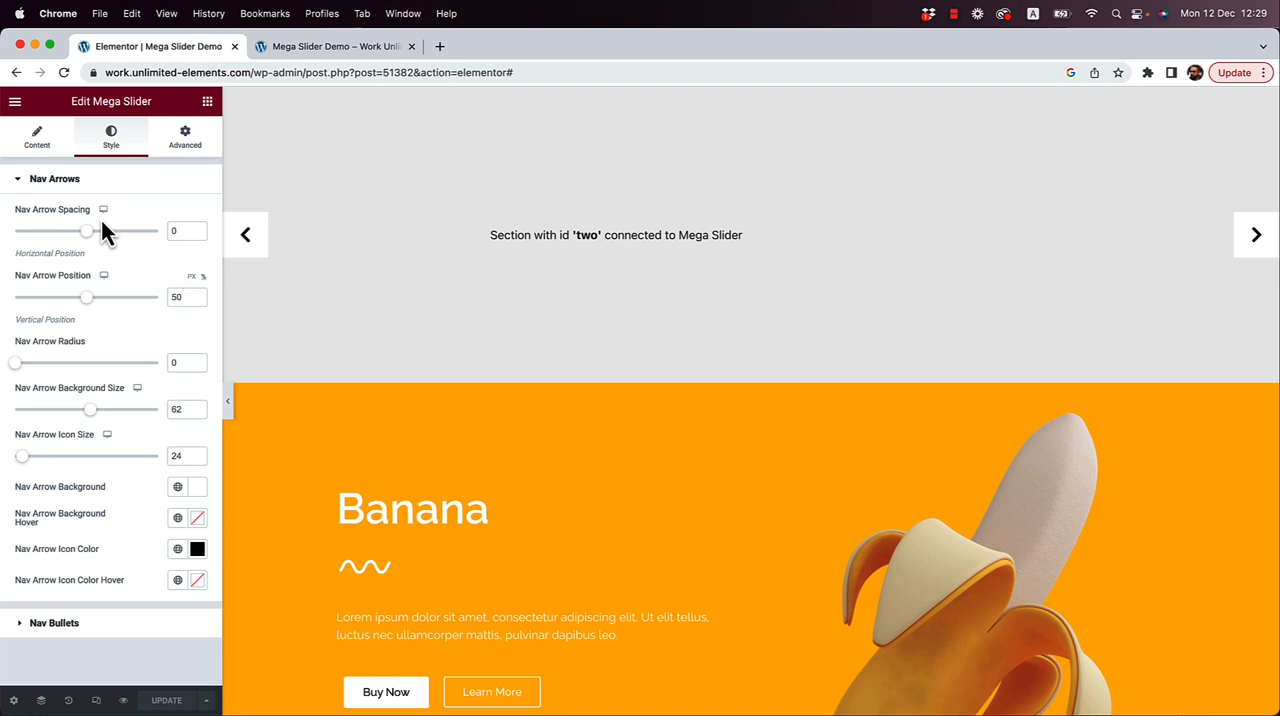 Chrome File Edit View History Bookmarks Profiles Tab Window Help A Mon 12 Dec 12:29
Elementor | Mega Slider Demo Mega Slider Demo – Work Unli
work.unlimited-elements.com/wp-admin/post.php?post=51382&action=elementor# Update
Edit Mega Slider
Content Style Advanced
Nav Arrows
Nav Arrow Spacing
0
Horizontal Position
Nav Arrow Position PX %
50
Vertical Position
Nav Arrow Radius
0
Nav Arrow Background Size
62
Nav Arrow Icon Size
24
Nav Arrow Background
Nav Arrow Background
Hover
Nav Arrow Icon Color
Nav Arrow Icon Color Hover
Nav Bullets
UPDATE
Section with id 'two' connected to Mega Slider
Banana
Lorem ipsum dolor sit amet, consectetur adipiscing elit. Ut elit tellus,
luctus nec ullamcorper mattis, pulvinar dapibus leo.
Buy Now Learn More